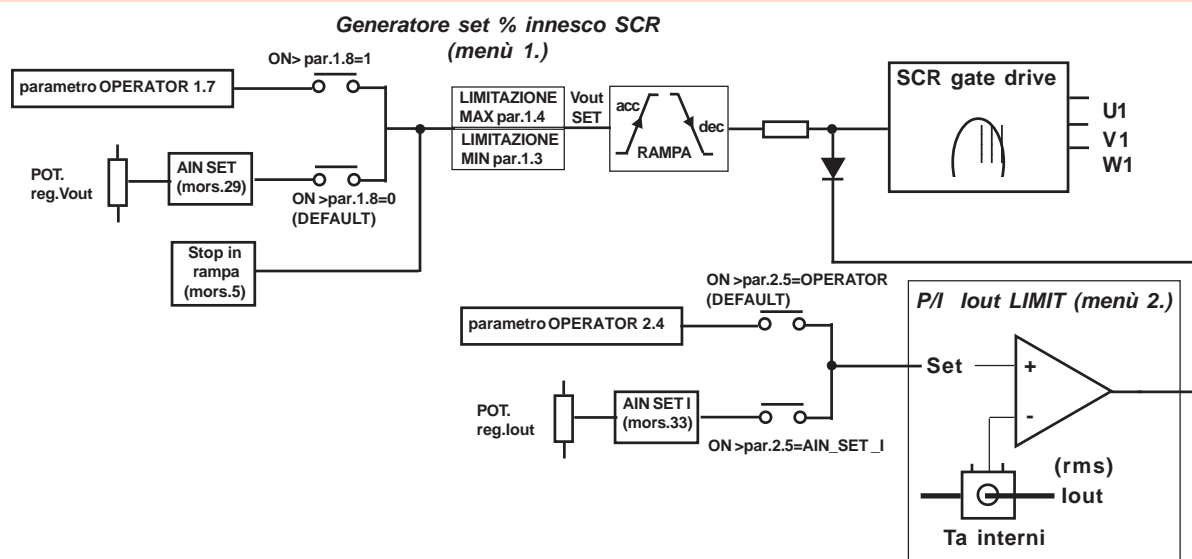 Generatore set % innesco SCR
(menù 1.)
ON> par.1.8=1
parametro OPERATOR 1.7
LIMITAZIONE
MAX par.1.4
LIMITAZIONE
MIN par.1.3
Vout
SET
acc
dec
RAMPA
SCR gate drive
U1
V1
W1
POT.
reg.Vout
AIN SET
(mors.29)
ON >par.1.8=0
(DEFAULT)
Stop in
rampa
(mors.5)
ON >par.2.5=OPERATOR
(DEFAULT)
parametro OPERATOR 2.4
P/I Iout LIMIT (menù 2.)
Set
+
-
POT.
reg.Iout
AIN SET I
(mors.33)
ON >par.2.5=AIN_SET_I
(rms)
Iout
Ta interni